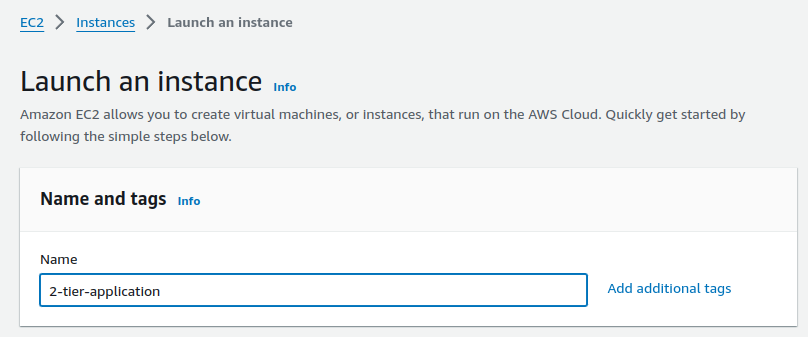 EC2 > Instances > Launch an instance
Launch an instance Info
Amazon EC2 allows you to create virtual machines, or instances, that run on the AWS Cloud. Quickly get started by
following the simple steps below.
Name and tags Info
Name
2-tier-application Add additional tags